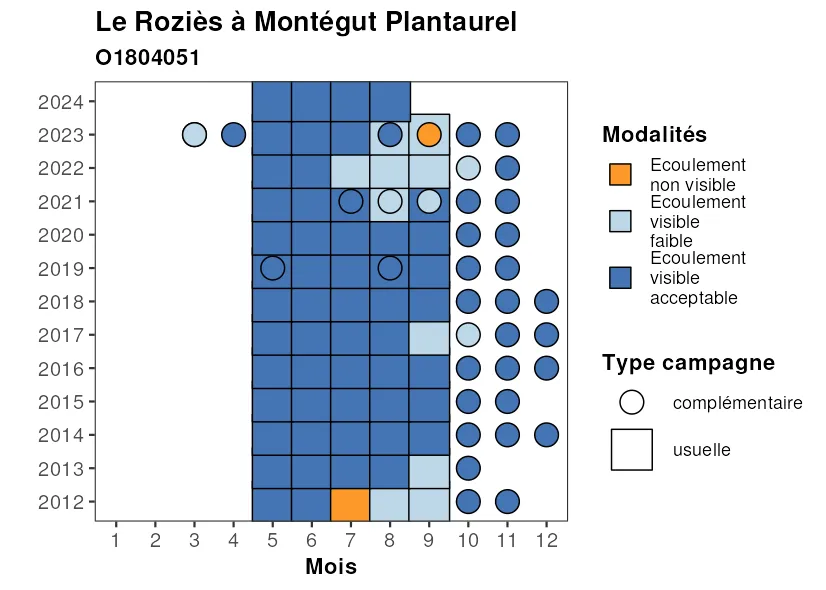 Le Roziès à Montégut Plantaurel
O1804051
2024
2023
2022
2021
2020
2019
2018
2017
2016
2015
2014
2013
2012
1 2 3 4 5 6 7 8 9 10 11 12
Mois
Modalités
Ecoulement
non visible
Ecoulement
visible
faible
Ecoulement
visible
acceptable
Type campagne
complémentaire
usuelle